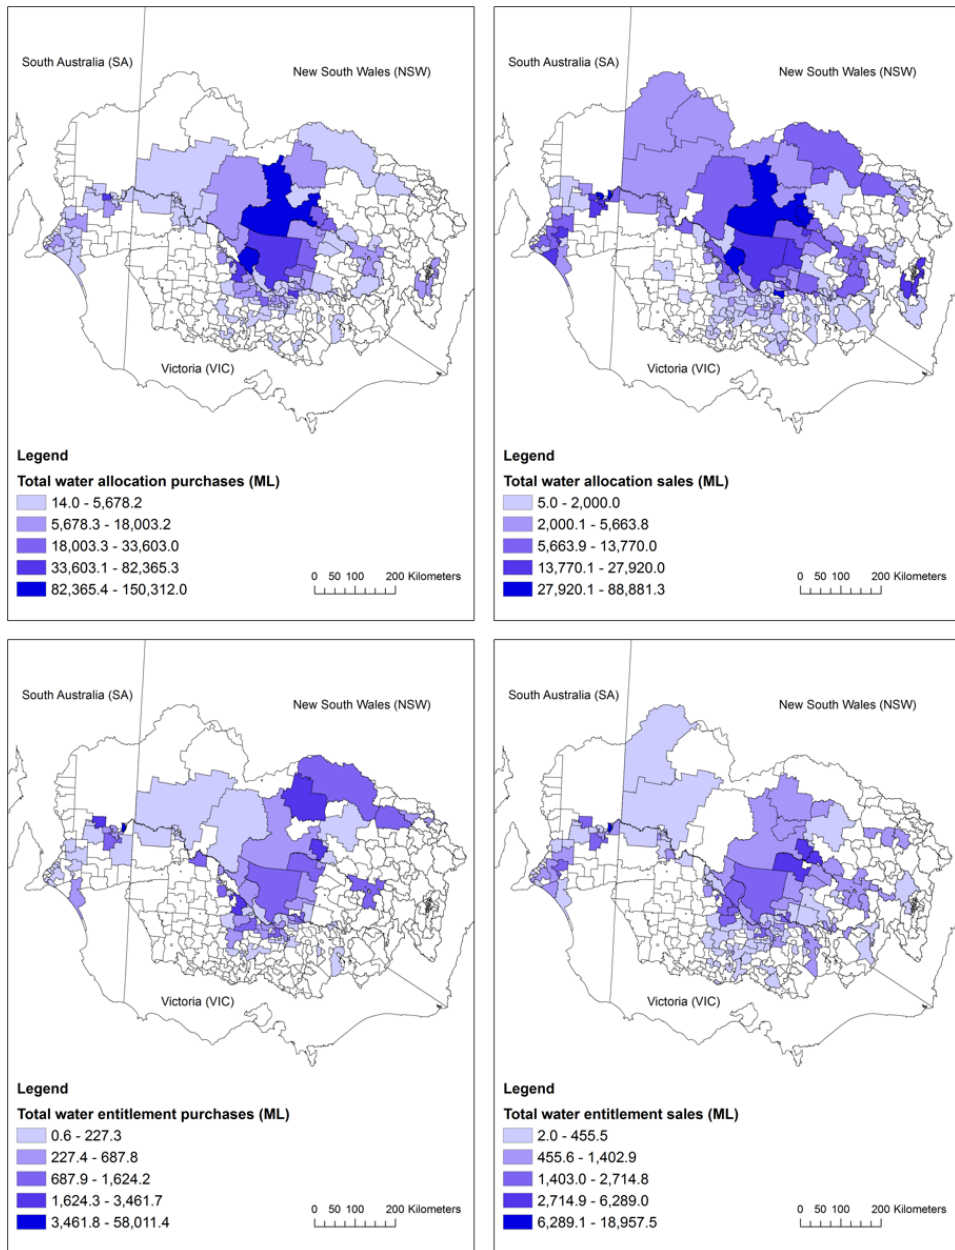 South Australia (SA)
New South Wales (NSW)
Victoria (VIC)
Legend
Total water allocation purchases (ML)
14.0 - 5,678.2
5,678.3 - 18,003.2
18,003.3 - 33,603.0
33,603.1 - 82,365.3
82,365.4 - 150,312.0
0 50 100 200 Kilometers
South Australia (SA)
New South Wales (NSW)
Victoria (VIC)
Legend
Total water allocation sales (ML)
5.0 - 2,000.0
2,000.1 - 5,663.8
5,663.9 - 13,770.0
13,770.1 - 27,920.0
27,920.1 - 88,881.3
0 50 100 200 Kilometers
South Australia (SA)
New South Wales (NSW)
Victoria (VIC)
Legend
Total water entitlement purchases (ML)
0.6 - 227.3
227.4 - 687.8
687.9 - 1,624.2
1,624.3 - 3,461.7
3,461.8 - 58,011.4
0 50 100 200 Kilometers
South Australia (SA)
New South Wales (NSW)
Victoria (VIC)
Legend
Total water entitlement sales (ML)
2.0 - 455.5
455.6 - 1,402.9
1,403.0 - 2,714.8
2,714.9 - 6,289.0
6,289.1 - 18,957.5
0 50 100 200 Kilometers